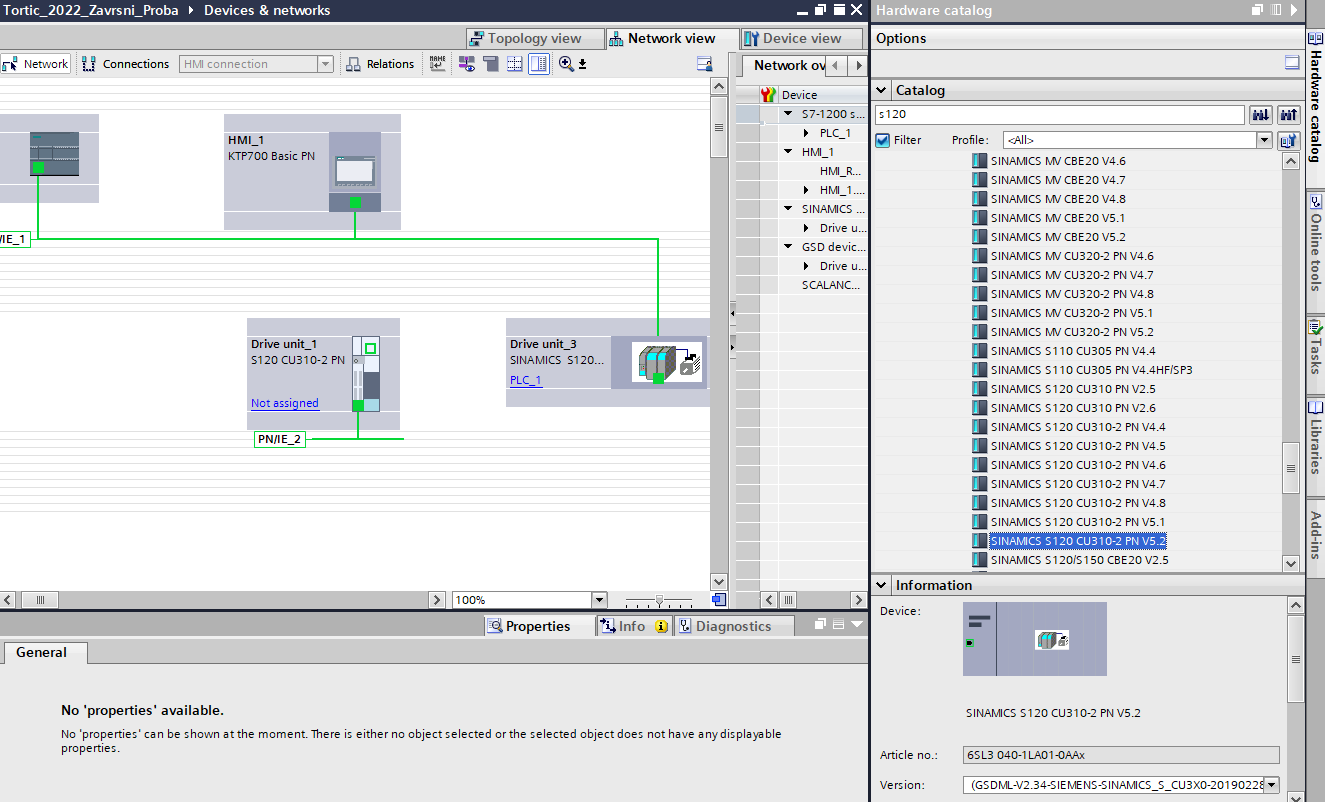 Tortic_2022_Zavrsni_Proba Devices & networks
Topology view Network view Device view
Network Connections HMI connection Relations
Network ov
Device
S7-1200 s...
PLC_1
HMI_1
HMI_R...
HMI_1....
SINAMICS ...
Drive u...
GSD devic...
Drive u...
SCALANC...
HMI_1
KTP700 Basic PN
/IE_1
Drive unit_1
S120 CU310-2 PN
Not assigned
PN/IE_2
Drive unit_3
SINAMICS S120...
PLC_1
100%
Properties Info Diagnostics
General
No 'properties' available.
No 'properties' can be shown at the moment. There is either no object selected or the selected object does not have any displayable
properties.
Hardware catalog
Options
Catalog
s120
Filter Profile: <All>
SINAMICS MV CBE20 V4.6
SINAMICS MV CBE20 V4.7
SINAMICS MV CBE20 V4.8
SINAMICS MV CBE20 V5.1
SINAMICS MV CBE20 V5.2
SINAMICS MV CU320-2 PN V4.6
SINAMICS MV CU320-2 PN V4.7
SINAMICS MV CU320-2 PN V4.8
SINAMICS MV CU320-2 PN V5.1
SINAMICS MV CU320-2 PN V5.2
SINAMICS S110 CU305 PN V4.4
SINAMICS S110 CU305 PN V4.4HF/SP3
SINAMICS S120 CU310 PN V2.5
SINAMICS S120 CU310 PN V2.6
SINAMICS S120 CU310-2 PN V4.4
SINAMICS S120 CU310-2 PN V4.5
SINAMICS S120 CU310-2 PN V4.6
SINAMICS S120 CU310-2 PN V4.7
SINAMICS S120 CU310-2 PN V4.8
SINAMICS S120 CU310-2 PN V5.1
SINAMICS S120 CU310-2 PN V5.2
SINAMICS S120/S150 CBE20 V2.5
Information
Device:
SINAMICS S120 CU310-2 PN V5.2
Article no.: 6SL3 040-1LA01-0AAx
Version: (GSDML-V2.34-SIEMENS-SINAMICS_S_CU3X0-20190228
Hardware catalog
Online tools
Tasks
Libraries
Add-ins